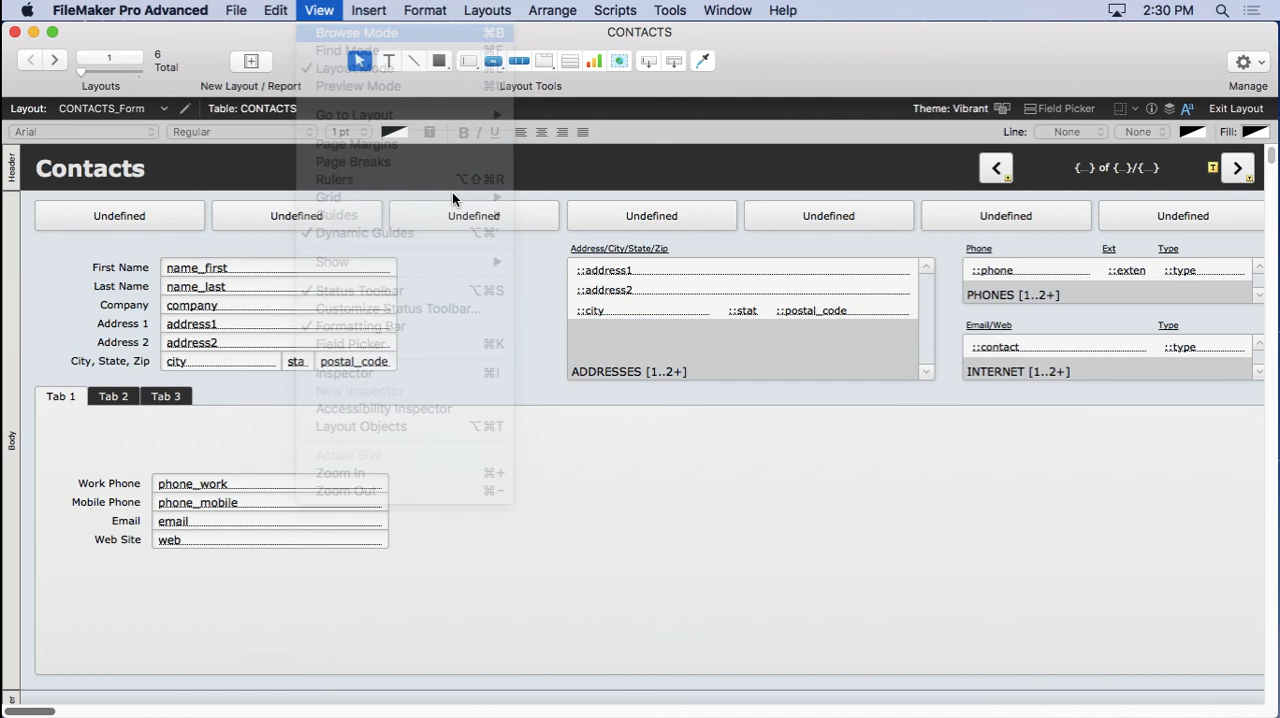 FileMaker Pro Advanced File Edit View Insert Format Layouts Arrange Scripts Tools Window Help 2:30 PM
CONTACTS
Browse Mode ⌘B
Find Mode ⌘F
Layout Mode ⌘L
Preview Mode ⌘U
Go to Layout
Page Margins
Page Breaks
Rulers ⌥⇧⌘R
Grid
Guides
Dynamic Guides ⌥⌘'
Show
Status Toolbar ⌥⌘S
Customize Status Toolbar...
Formatting Bar
Field Picker ⌘K
Inspector ⌘I
New Inspector
Accessibility Inspector
Layout Objects ⌥⌘T
Actual Size
Zoom In ⌘+
Zoom Out ⌘−
1
6
Total
Layouts New Layout / Report Layout Tools Manage
Layout: CONTACTS_Form Table: CONTACTS Theme: Vibrant Field Picker Aª Exit Layout
Arial Regular 1 pt T B I U Line: None None Fill:
Header
Contacts < {...} of {...}/{...} T >
Undefined Undefined Undefined Undefined Undefined Undefined Undefined
Body
First Name name_first
Last Name name_last
Company company
Address 1 address1
Address 2 address2
City, State, Zip city sta postal_code
Address/City/State/Zip
::address1
::address2
::city ::stat ::postal_code
ADDRESSES [1..2+]
Phone Ext Type
::phone ::exten ::type
PHONES [1..2+]
Email/Web Type
::contact ::type
INTERNET [1..2+]
Tab 1 Tab 2 Tab 3
Work Phone phone_work
Mobile Phone phone_mobile
Email email
Web Site web